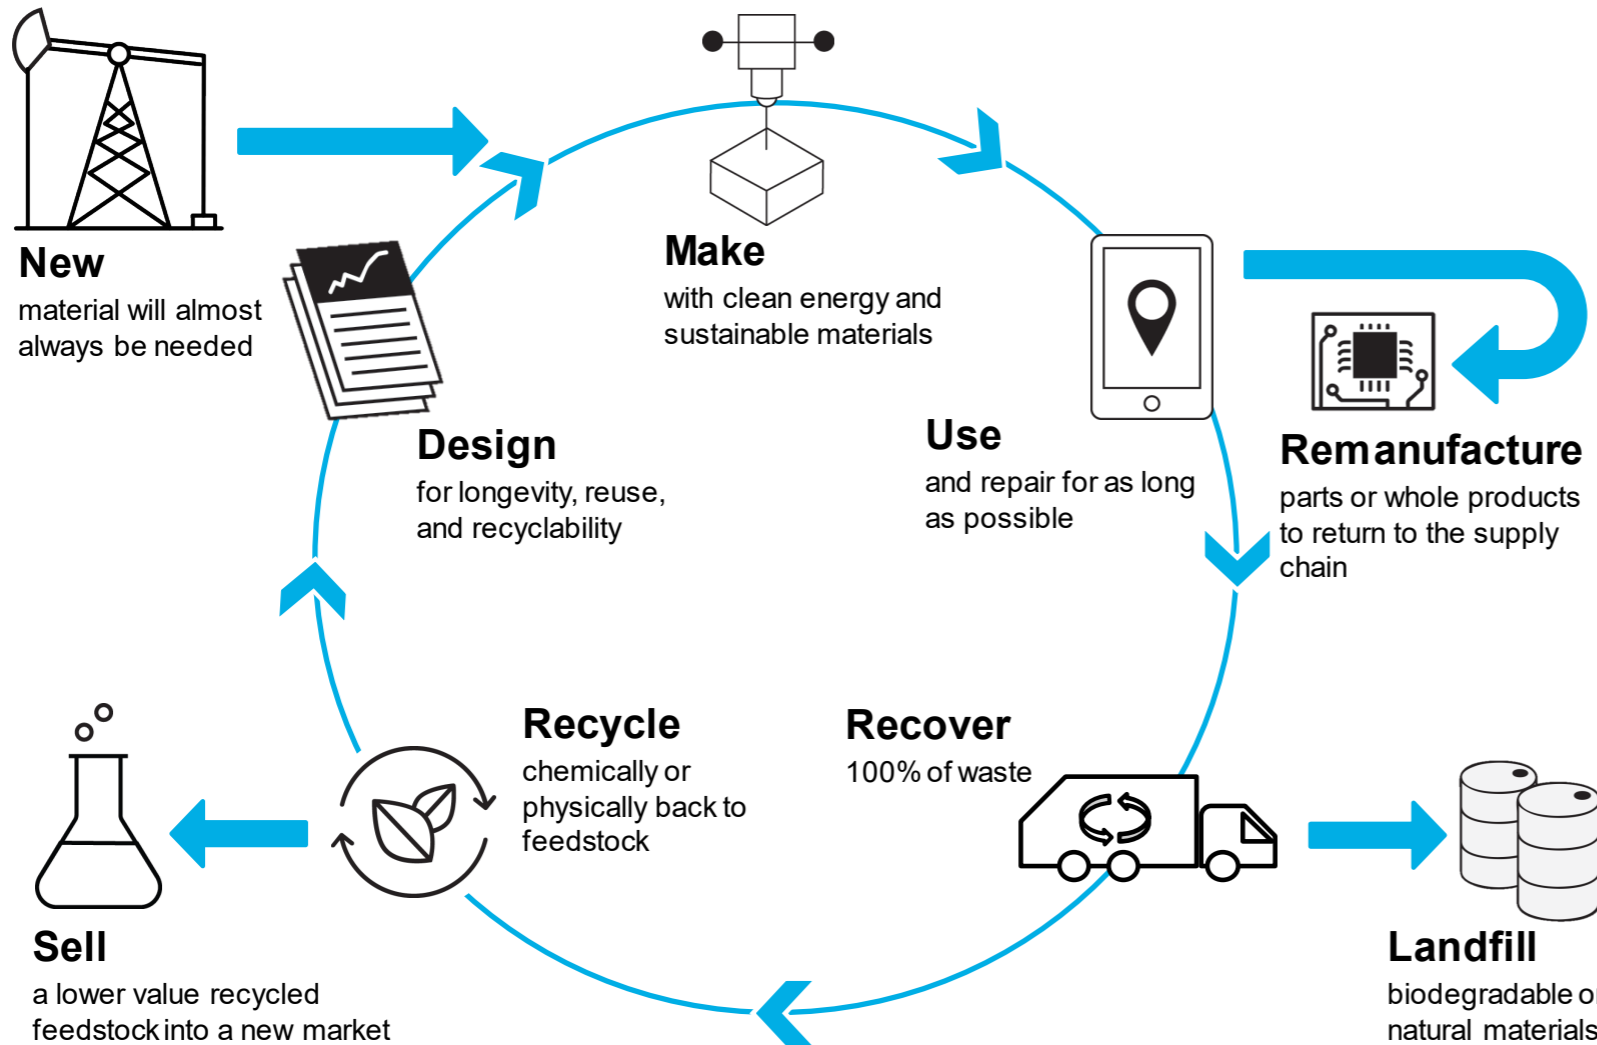 New
material will almost
always be needed
Make
with clean energy and
sustainable materials
Design
for longevity, reuse,
and recyclability
Use
and repair for as long
as possible
Remanufacture
parts or whole products
to return to the supply
chain
Recycle
chemically or
physically back to
feedstock
Recover
100% of waste
Sell
a lower value recycled
feedstock into a new market
Landfill
biodegradable or
natural materials